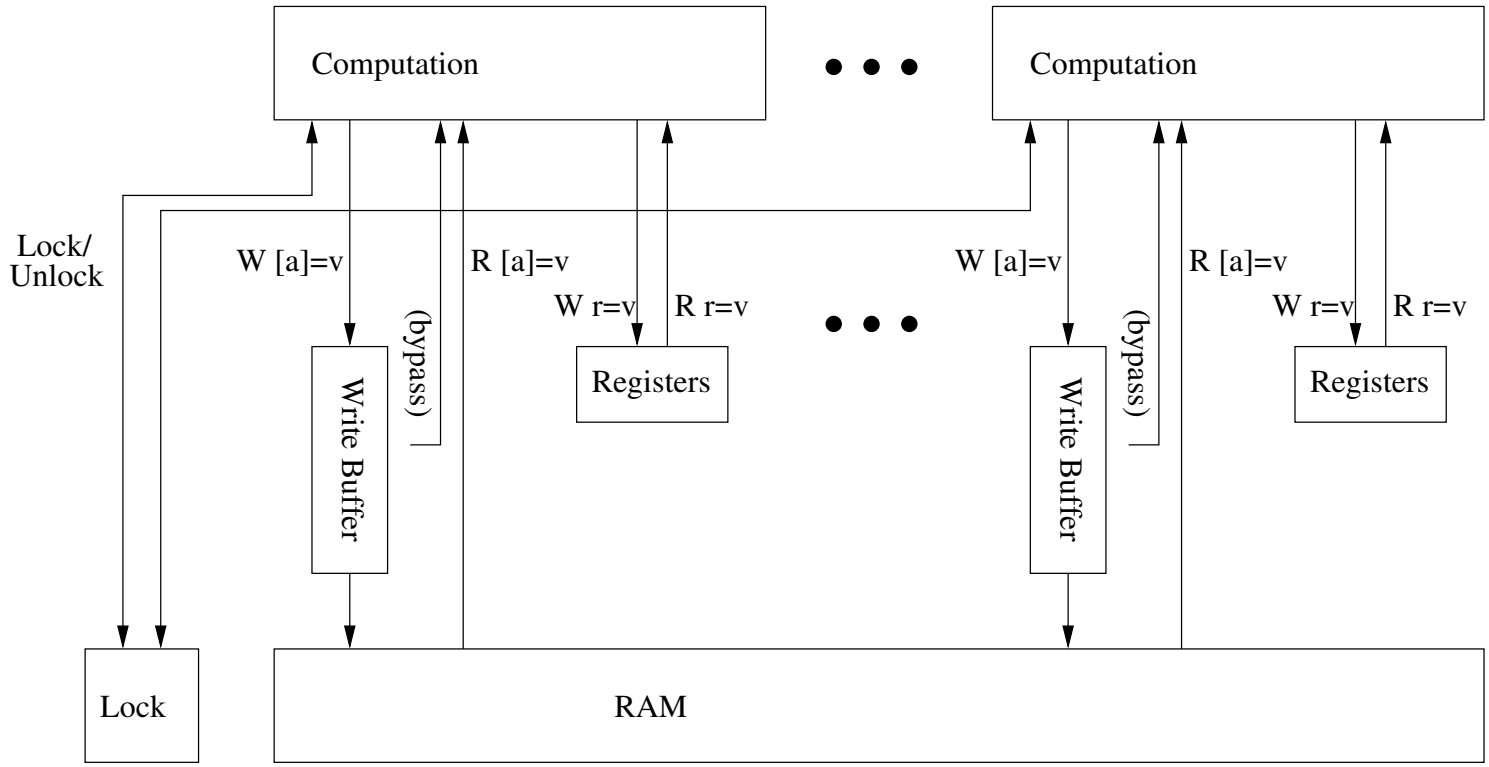 Computation
Computation
Lock/
Unlock
W [a]=v
R [a]=v
W r=v
R r=v
(bypass)
Write Buffer
Registers
W [a]=v
R [a]=v
W r=v
R r=v
(bypass)
Write Buffer
Registers
Lock
RAM